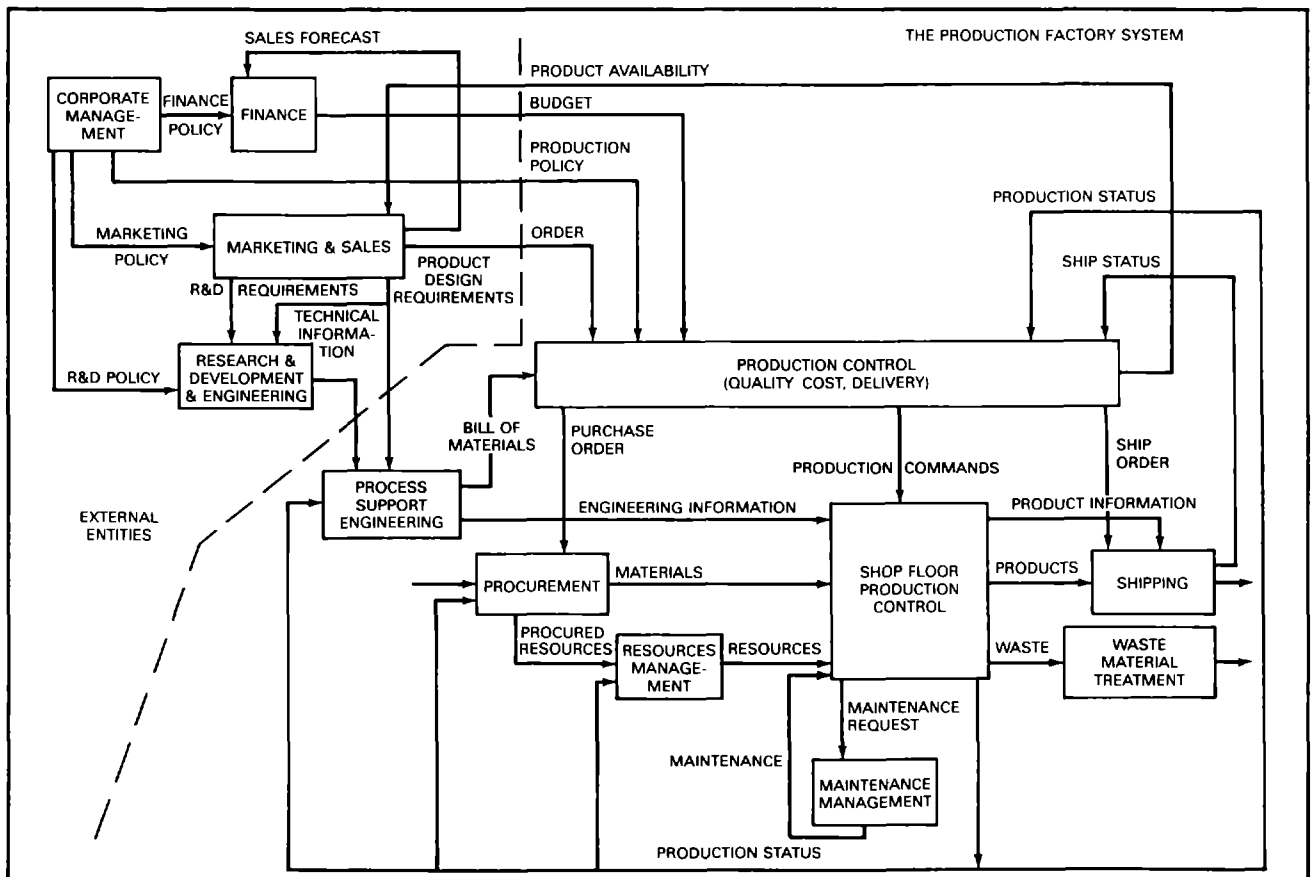 SALES FORECAST
THE PRODUCTION FACTORY SYSTEM
PRODUCT AVAILABILITY
CORPORATE
MANAGE-
MENT
FINANCE
POLICY
FINANCE
BUDGET
PRODUCTION
POLICY
PRODUCTION STATUS
MARKETING
POLICY
MARKETING & SALES
ORDER
PRODUCT
DESIGN
REQUIREMENTS
SHIP STATUS
R&D REQUIREMENTS
TECHNICAL
INFORMA-
TION
RESEARCH &
DEVELOPMENT
& ENGINEERING
R&D POLICY
PRODUCTION CONTROL
(QUALITY COST, DELIVERY)
BILL OF
MATERIALS
PURCHASE
ORDER
PRODUCTION COMMANDS
SHIP
ORDER
EXTERNAL
ENTITIES
PROCESS
SUPPORT
ENGINEERING
ENGINEERING INFORMATION
PRODUCT INFORMATION
PROCUREMENT
MATERIALS
SHOP FLOOR
PRODUCTION
CONTROL
PRODUCTS
SHIPPING
PROCURED
RESOURCES
RESOURCES
MANAGE-
MENT
RESOURCES
WASTE
WASTE
MATERIAL
TREATMENT
MAINTENANCE
REQUEST
MAINTENANCE
MAINTENANCE
MANAGEMENT
PRODUCTION STATUS